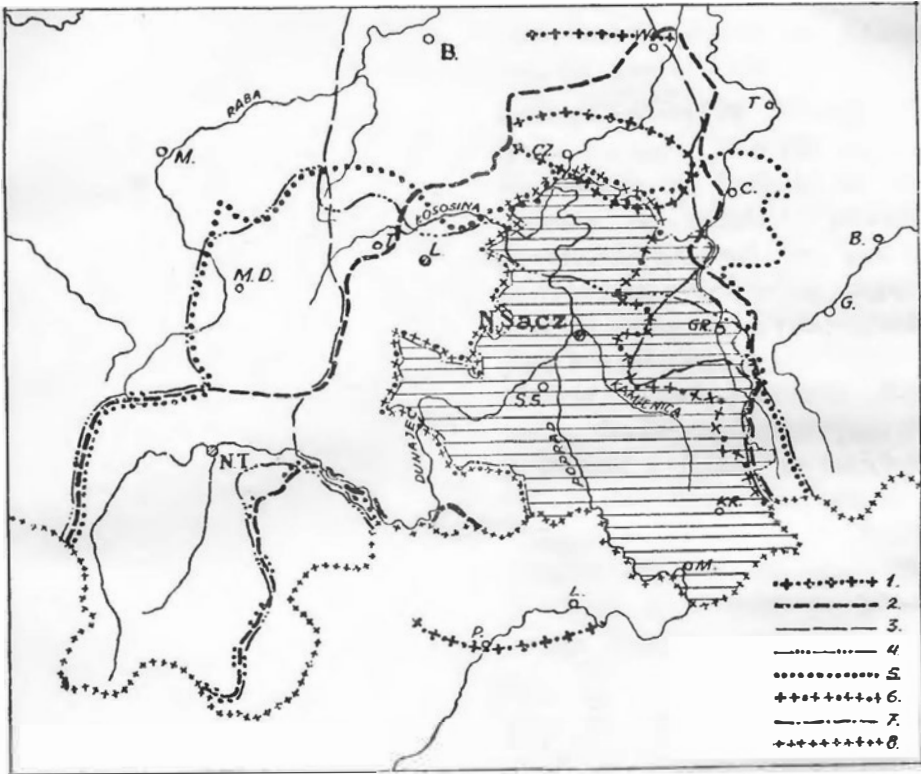 W.
B.
RABA
T
M.
CZ.
C.
ŁOSOSINA
T.
L.
B.
M.D.
G.
N Sącz
GR.
S.S.
KAMIENICA
N.T.
DUNAJEC
POPRAD
KR.
M.
L.
P.
1.
2.
3.
4.
5.
6.
7.
8.